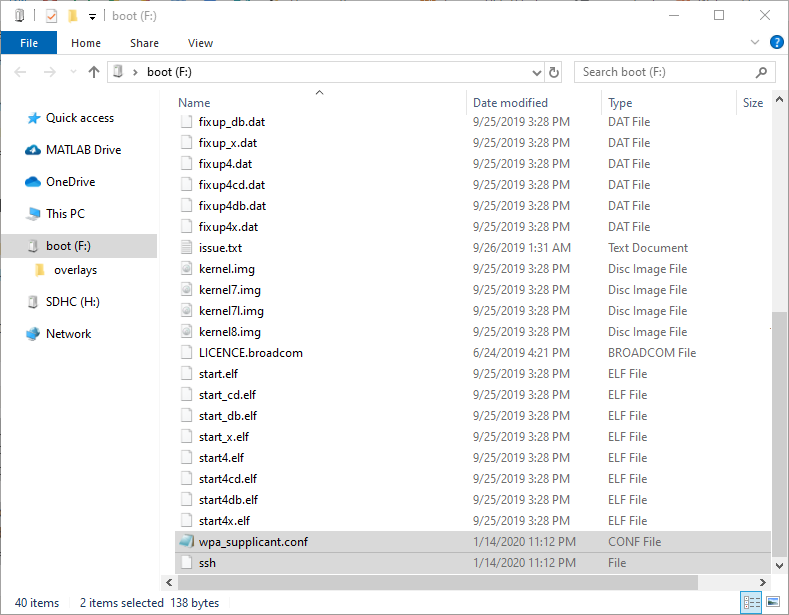 boot (F:)
File Home Share View
boot (F:) Search boot (F:)
Name Date modified Type Size
Quick access
MATLAB Drive
OneDrive
This PC
boot (F:)
overlays
SDHC (H:)
Network
fixup_db.dat 9/25/2019 3:28 PM DAT File
fixup_x.dat 9/25/2019 3:28 PM DAT File
fixup4.dat 9/25/2019 3:28 PM DAT File
fixup4cd.dat 9/25/2019 3:28 PM DAT File
fixup4db.dat 9/25/2019 3:28 PM DAT File
fixup4x.dat 9/25/2019 3:28 PM DAT File
issue.txt 9/26/2019 1:31 AM Text Document
kernel.img 9/25/2019 3:28 PM Disc Image File
kernel7.img 9/25/2019 3:28 PM Disc Image File
kernel7l.img 9/25/2019 3:28 PM Disc Image File
kernel8.img 9/25/2019 3:28 PM Disc Image File
LICENCE.broadcom 6/24/2019 4:21 PM BROADCOM File
start.elf 9/25/2019 3:28 PM ELF File
start_cd.elf 9/25/2019 3:28 PM ELF File
start_db.elf 9/25/2019 3:28 PM ELF File
start_x.elf 9/25/2019 3:28 PM ELF File
start4.elf 9/25/2019 3:28 PM ELF File
start4cd.elf 9/25/2019 3:28 PM ELF File
start4db.elf 9/25/2019 3:28 PM ELF File
start4x.elf 9/25/2019 3:28 PM ELF File
wpa_supplicant.conf 1/14/2020 11:12 PM CONF File
ssh 1/14/2020 11:12 PM File
40 items 2 items selected 138 bytes